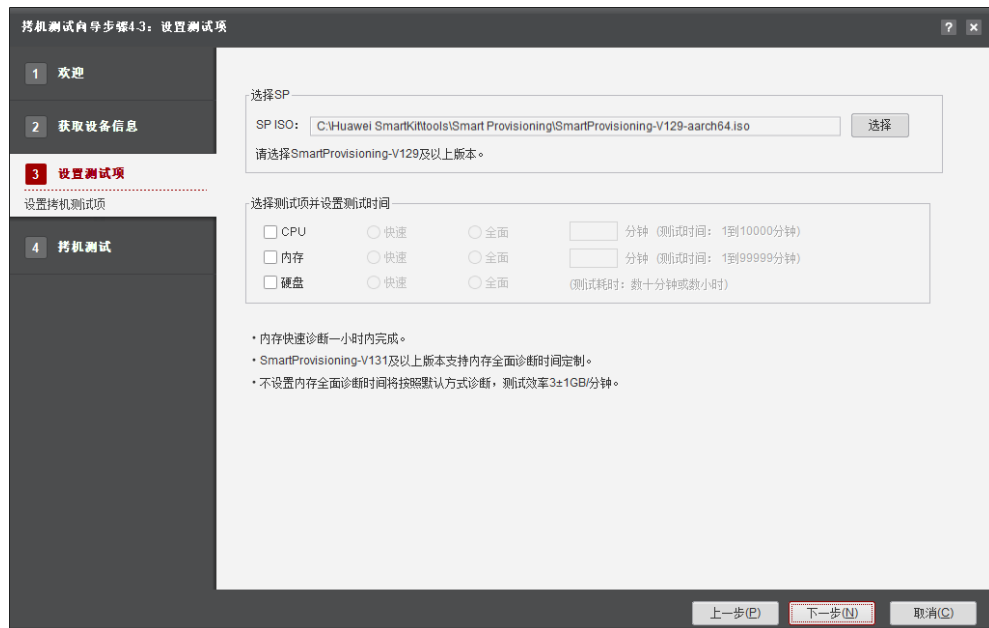 拷机测试向导步骤4-3：设置测试项
? ×
1 欢迎
2 获取设备信息
3 设置测试项
设置拷机测试项
4 拷机测试
选择SP
SP ISO： C:\Huawei SmartKit\tools\Smart Provisioning\SmartProvisioning-V129-aarch64.iso 选择
请选择SmartProvisioning-V129及以上版本。
选择测试项并设置测试时间
CPU 快速 全面 分钟 (测试时间：1到10000分钟)
内存 快速 全面 分钟 (测试时间：1到99999分钟)
硬盘 快速 全面 (测试耗时：数十分钟或数小时)
・内存快速诊断一小时内完成。
・SmartProvisioning-V131及以上版本支持内存全面诊断时间定制。
・不设置内存全面诊断时间将按照默认方式诊断，测试效率3±1GB/分钟。
上一步(P) 下一步(N) 取消(C)